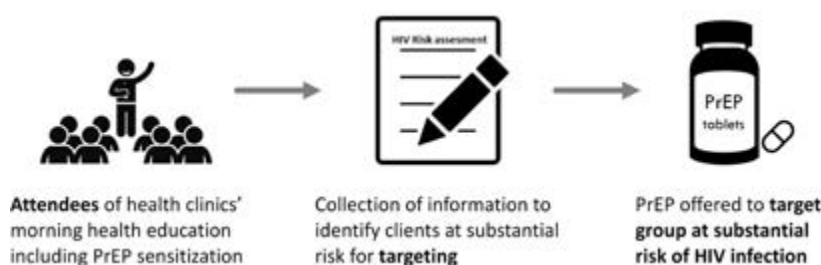 HIV Risk assesment
PrEP
tablets
Attendees of health clinics'
morning health education
including PrEP sensitization
Collection of information to
identify clients at substantial
risk for targeting
PrEP offered to target
group at substantial
risk of HIV infection